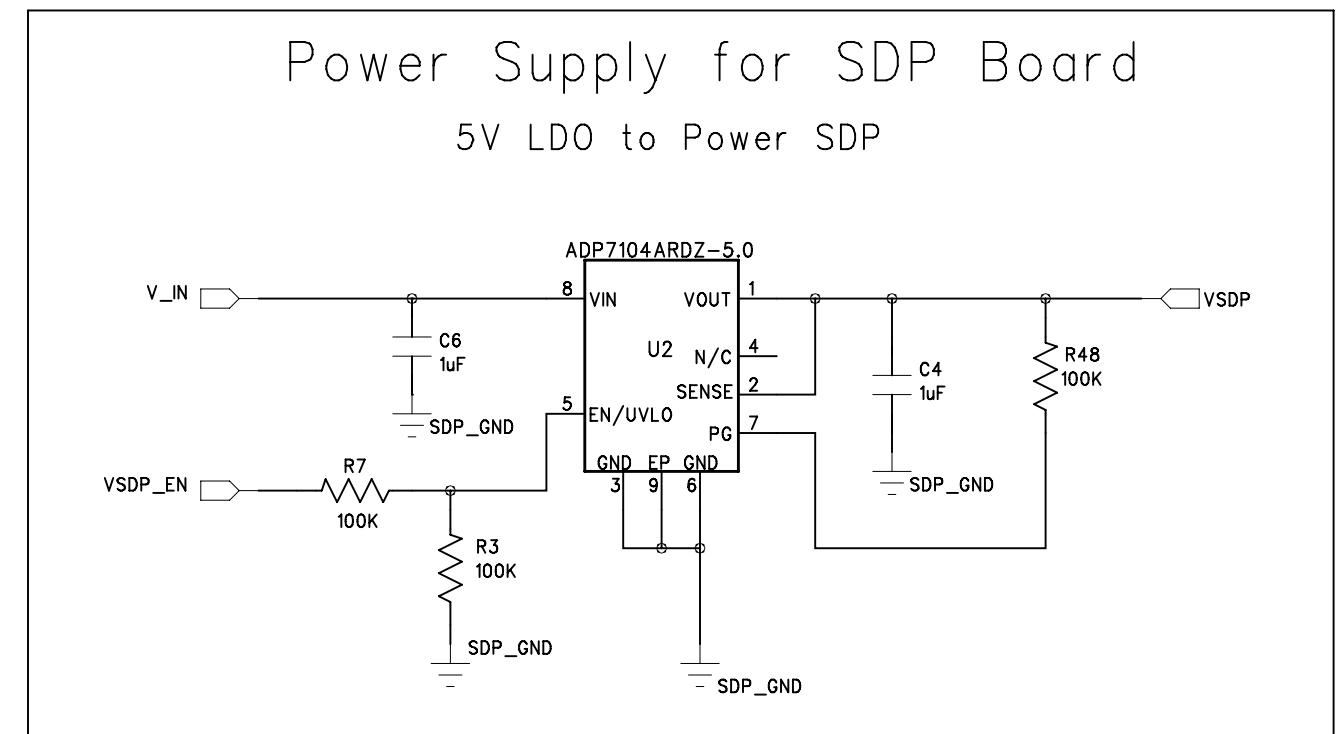 Power Supply for SDP Board
5V LDO to Power SDP
ADP7104ARDZ-5.0
V_IN
8
VIN
VOUT
1
VSDP
C6
1uF
U2
N/C
4
R48
100K
C4
1uF
SENSE
2
5
EN/UVLO
SDP_GND
PG
7
GND
EP
GND
R7
VSDP_EN
3
9
6
SDP_GND
100K
R3
100K
SDP_GND
SDP_GND